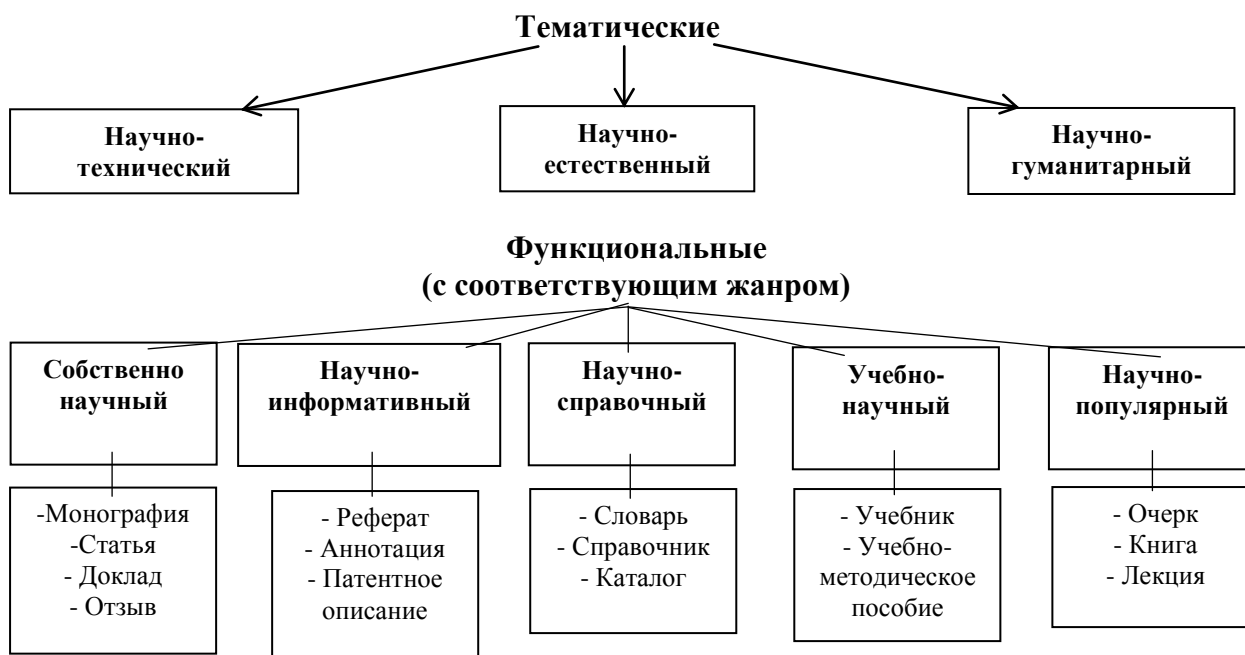 Тематические
Научно-
технический
Научно-
естественный
Научно-
гуманитарный
Функциональные
(с соответствующим жанром)
Собственно
научный
Научно-
информативный
Научно-
справочный
Учебно-
научный
Научно-
популярный
-Монография
-Статья
- Доклад
- Отзыв
- Реферат
- Аннотация
- Патентное
описание
- Словарь
- Справочник
- Каталог
- Учебник
- Учебно-
методическое
пособие
- Очерк
- Книга
- Лекция